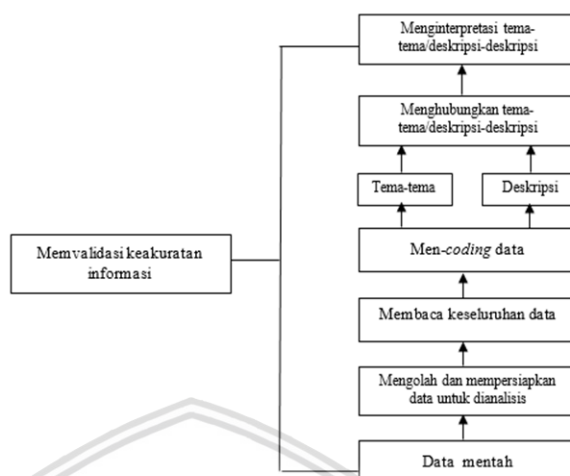 Menginterpretasi tema-
tema/deskripsi-deskripsi
Menghubungkan tema-
tema/deskripsi-deskripsi
Tema-tema
Deskripsi
Men-coding data
Memvalidasi keakuratan
informasi
Membaca keseluruhan data
Mengolah dan mempersiapkan
data untuk dianalisis
Data mentah